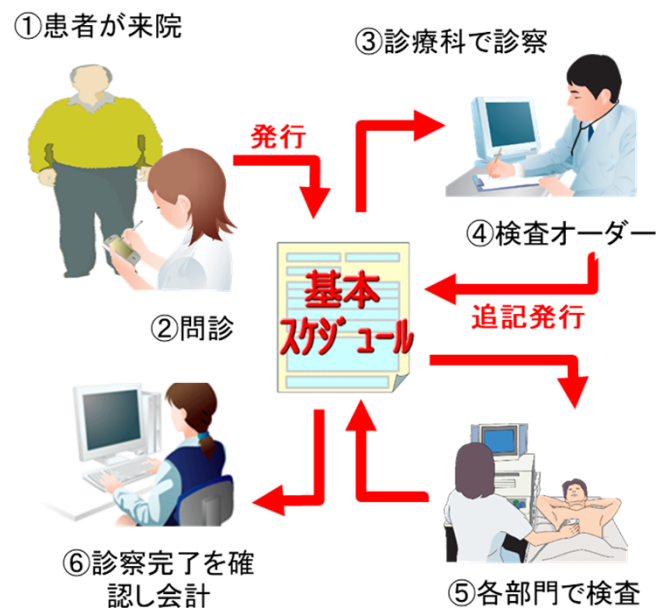 ①患者が来院
③診療科で診察
発行
④検査オーダー
基本
スケジュール
追記発行
②問診
⑥診察完了を確
認し会計
⑤各部門で検査